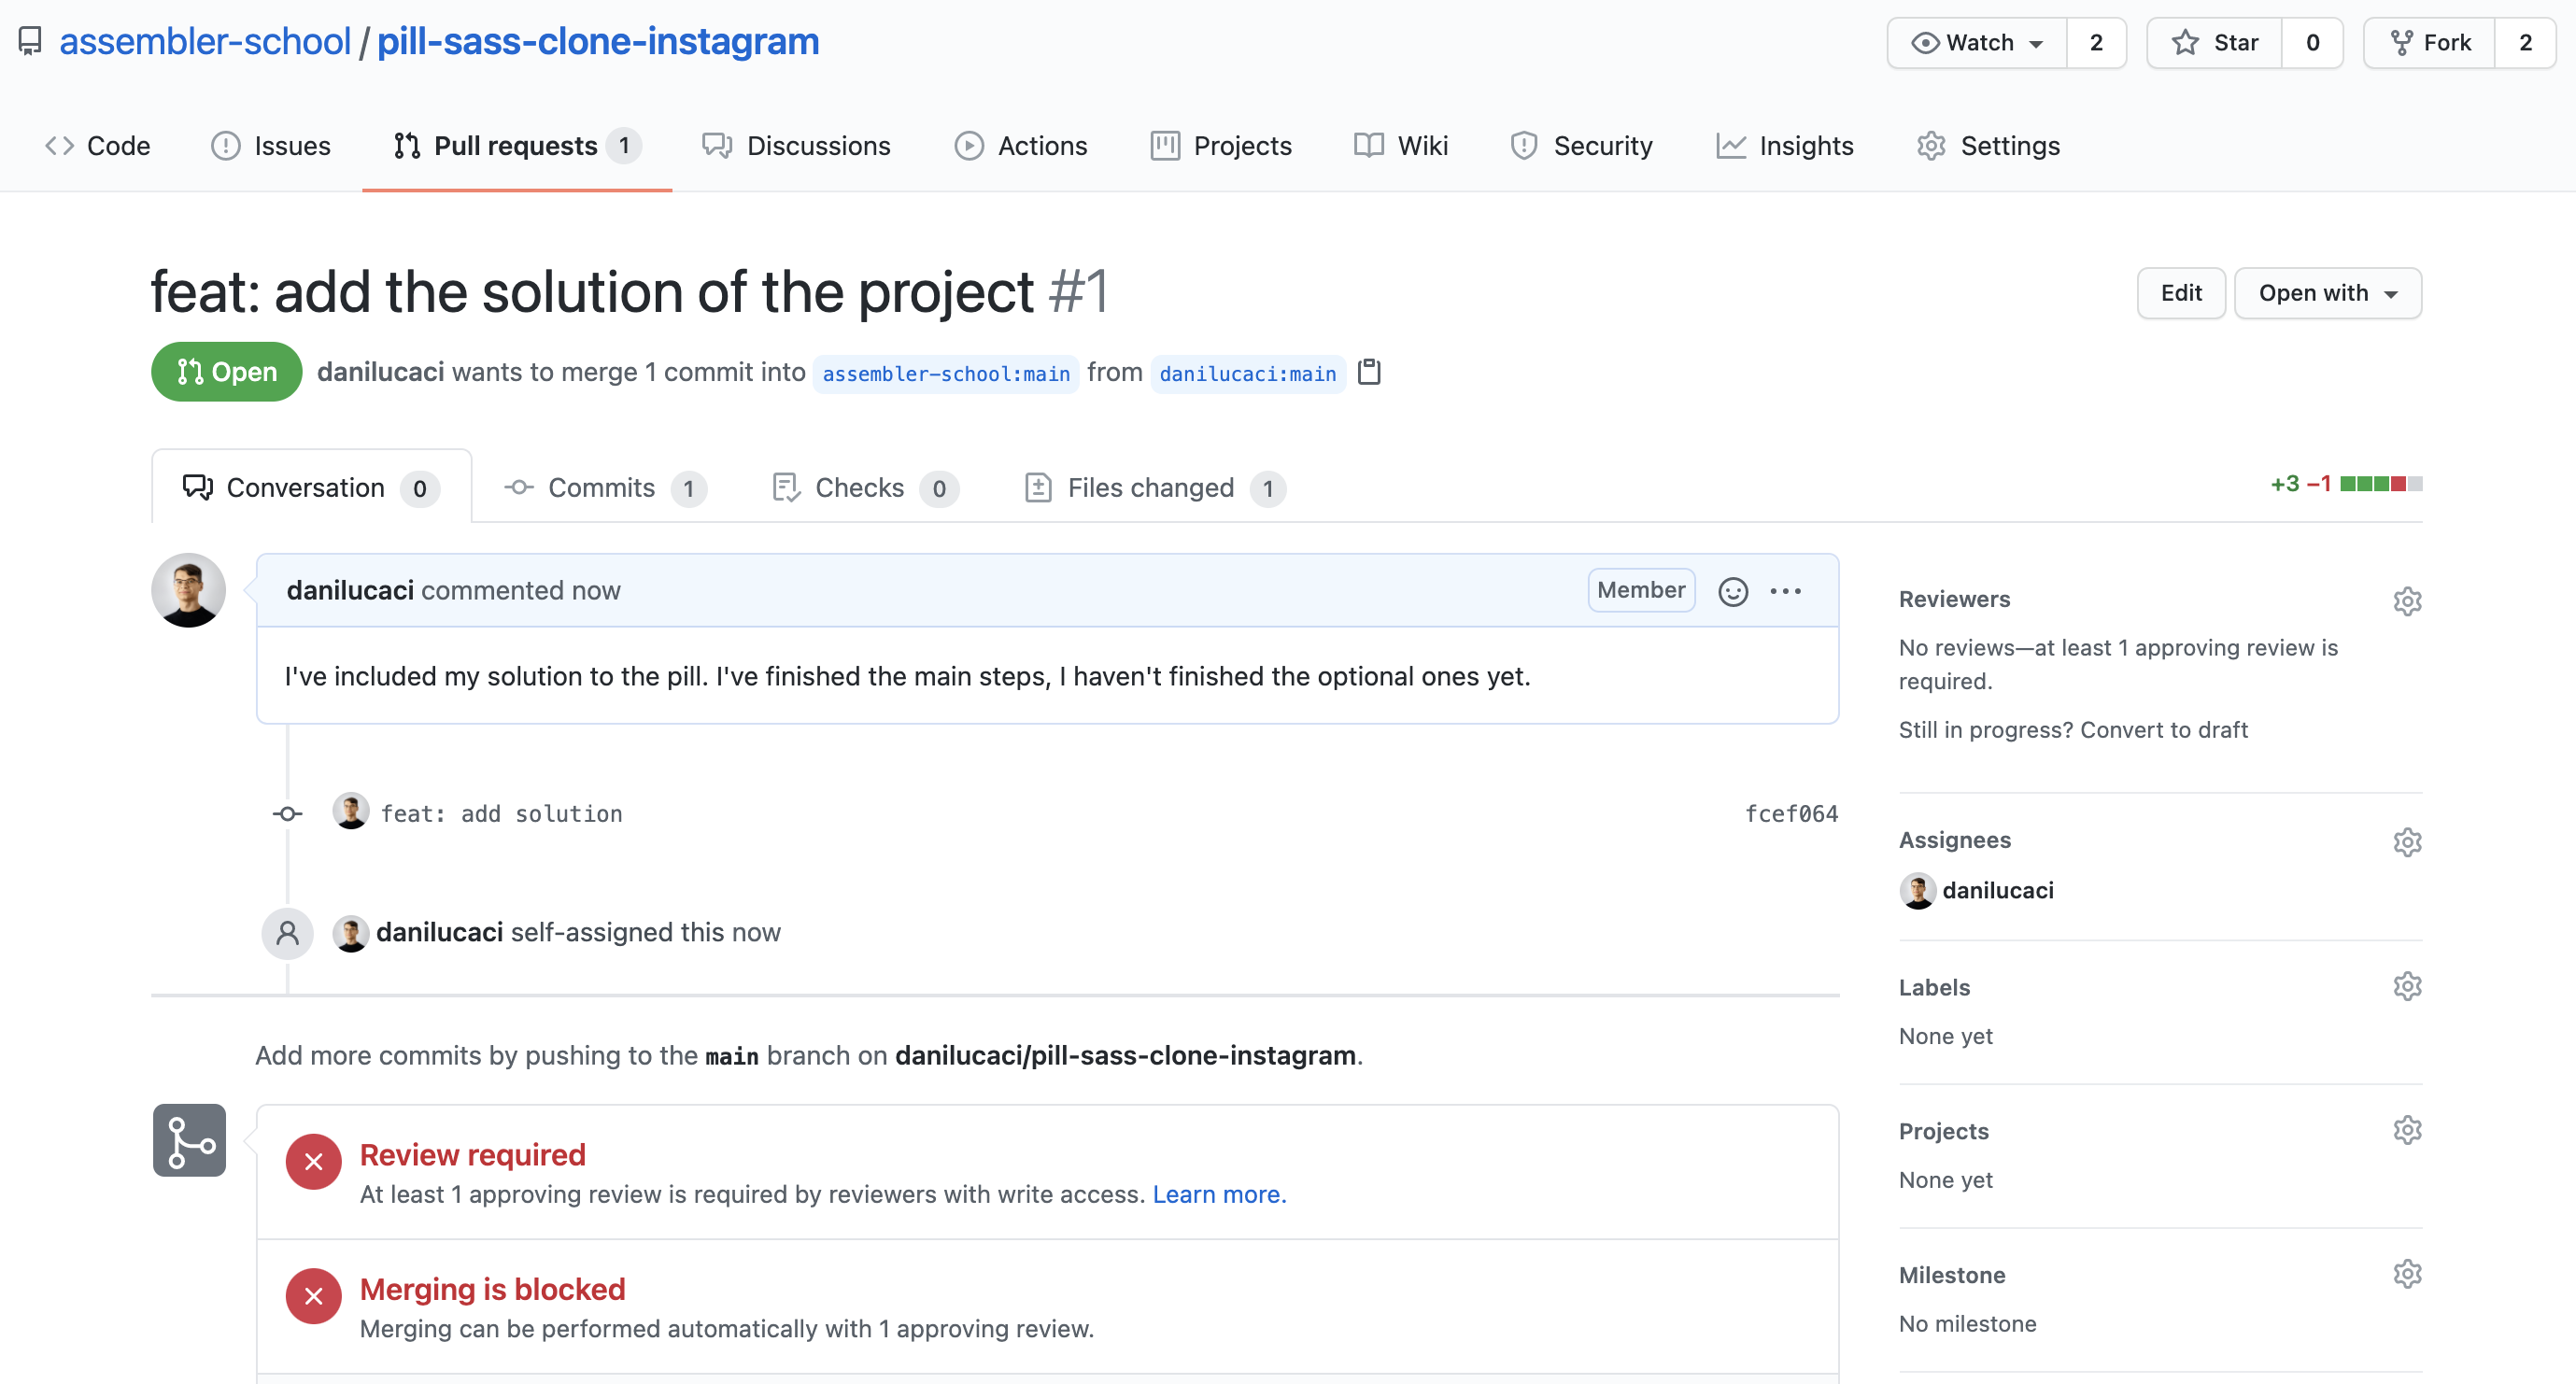 assembler-school / pill-sass-clone-instagram
Watch 2 Star 0 Fork 2
Code Issues Pull requests 1 Discussions Actions Projects Wiki Security Insights Settings
feat: add the solution of the project #1
Edit Open with
Open danilucaci wants to merge 1 commit into assembler-school:main from danilucaci:main
Conversation 0 Commits 1 Checks 0 Files changed 1
+3 −1
danilucaci commented now Member
I've included my solution to the pill. I've finished the main steps, I haven't finished the optional ones yet.
feat: add solution fcef064
danilucaci self-assigned this now
Add more commits by pushing to the main branch on danilucaci/pill-sass-clone-instagram.
Review required
At least 1 approving review is required by reviewers with write access. Learn more.
Merging is blocked
Merging can be performed automatically with 1 approving review.
Reviewers
No reviews—at least 1 approving review is
required.
Still in progress? Convert to draft
Assignees
danilucaci
Labels
None yet
Projects
None yet
Milestone
No milestone